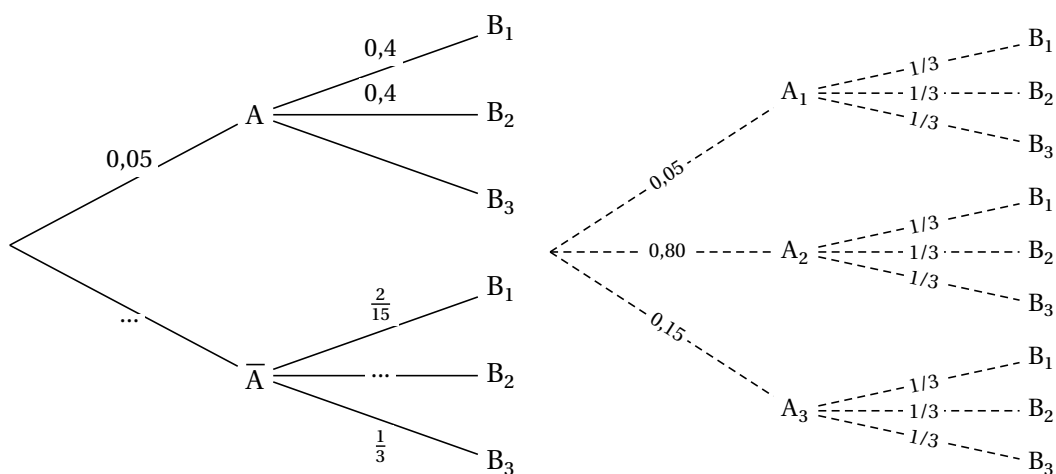 0,05
A
0,4
B₁
0,4
B₂
B₃
...
A̅
2/15
B₁
...
B₂
1/3
B₃
0,05
A₁
1/3
B₁
1/3
B₂
1/3
B₃
0,80
A₂
1/3
B₁
1/3
B₂
1/3
B₃
0,15
A₃
1/3
B₁
1/3
B₂
1/3
B₃